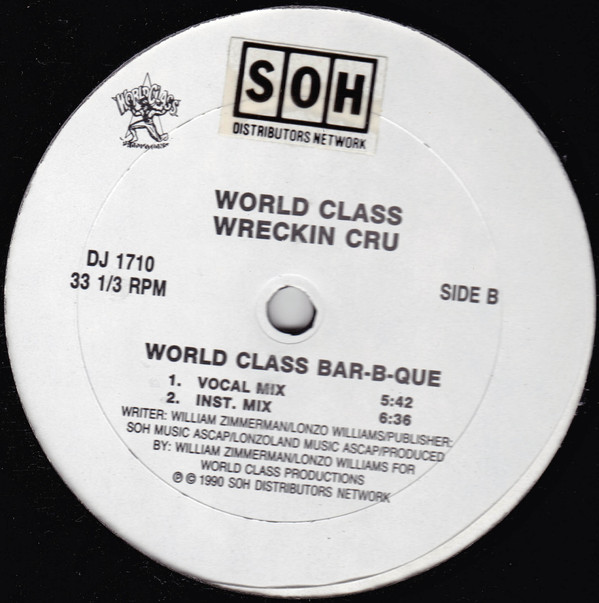 WORLD CLASS
SOH
DISTRIBUTORS NETWORK
WORLD CLASS
WRECKIN CRU
DJ 1710
33 1/3 RPM
SIDE B
WORLD CLASS BAR-B-QUE
1. VOCAL MIX 5:42
2. INST. MIX 6:36
WRITER: WILLIAM ZIMMERMAN/LONZO WILLIAMS/PUBLISHER:
SOH MUSIC ASCAP/LONZOLAND MUSIC ASCAP/PRODUCED
BY: WILLIAM ZIMMERMAN/LONZO WILLIAMS FOR
WORLD CLASS PRODUCTIONS
℗ © 1990 SOH DISTRIBUTORS NETWORK